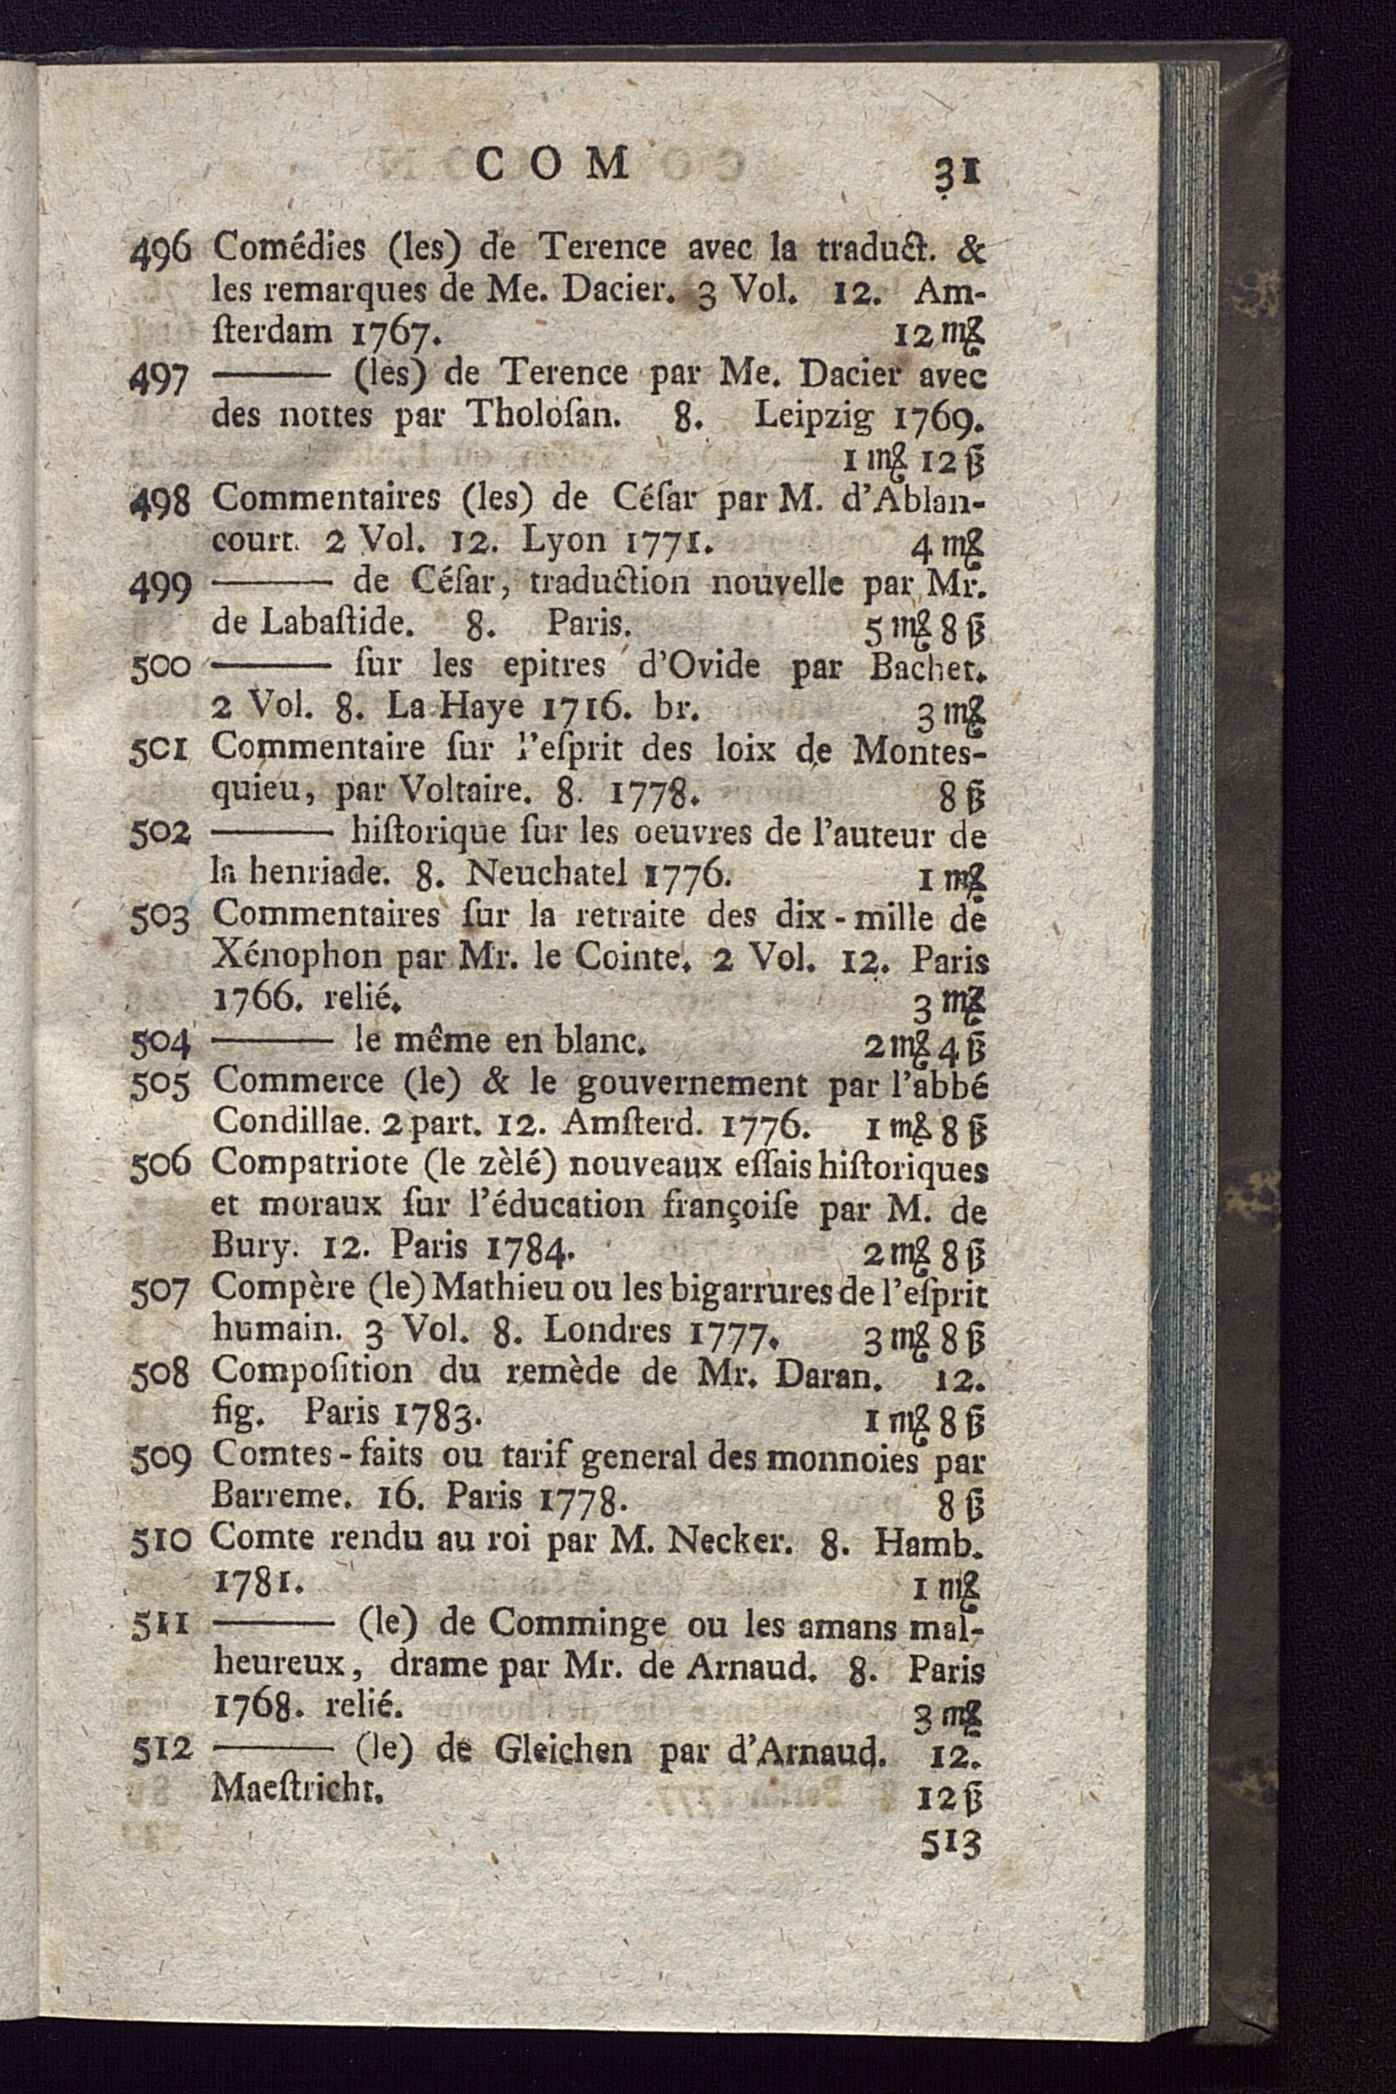 COM 31
496 Comédies (les) de Terence avec la traduct. &
les remarques de Me. Dacier. 3 Vol. 12. Am-
ſterdam 1767. 12 mȝ
497 ——— (les) de Terence par Me. Dacier avec
des nottes par Tholoſan. 8. Leipzig 1769.
1 mȝ 12 ß
498 Commentaires (les) de Céſar par M. d'Ablan-
court. 2 Vol. 12. Lyon 1771. 4 mȝ
499 ——— de Céſar, traduction nouvelle par Mr.
de Labaſtide. 8. Paris. 5 mȝ 8 ß
500 ——— ſur les epitres d'Ovide par Bachet.
2 Vol. 8. La Haye 1716. br. 3 mȝ
501 Commentaire ſur l'eſprit des loix de Montes-
quieu, par Voltaire. 8. 1778. 8 ß
502 ——— hiſtorique ſur les oeuvres de l'auteur de
la henriade. 8. Neuchatel 1776. 1 mȝ
503 Commentaires ſur la retraite des dix-mille de
Xénophon par Mr. le Cointe. 2 Vol. 12. Paris
1766. relié. 3 mȝ
504 ——— le même en blanc. 2 mȝ 4 ß
505 Commerce (le) & le gouvernement par l'abbé
Condillae. 2 part. 12. Amſterd. 1776. 1 mȝ 8 ß
506 Compatriote (le zèlé) nouveaux eſſais hiſtoriques
et moraux ſur l'éducation françoiſe par M. de
Bury. 12. Paris 1784. 2 mȝ 8 ß
507 Compère (le) Mathieu ou les bigarrures de l'eſprit
humain. 3 Vol. 8. Londres 1777. 3 mȝ 8 ß
508 Compoſition du remède de Mr. Daran. 12.
fig. Paris 1783. 1 mȝ 8 ß
509 Comtes-faits ou tarif general des monnoies par
Barreme. 16. Paris 1778. 8 ß
510 Comte rendu au roi par M. Necker. 8. Hamb.
1781. 1 mȝ
511 ——— (le) de Comminge ou les amans mal-
heureux, drame par Mr. de Arnaud. 8. Paris
1768. relié. 3 mȝ
512 ——— (le) de Gleichen par d'Arnaud. 12.
Maeſtricht. 12 ß
513